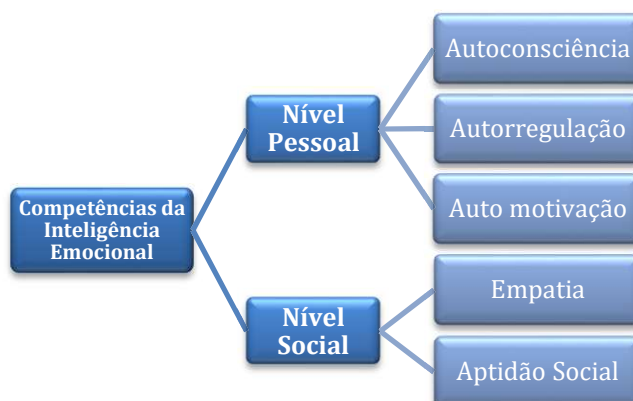 Competências da
Inteligência
Emocional
Nível
Pessoal
Autoconsciência
Autorregulação
Auto motivação
Nível
Social
Empatia
Aptidão Social